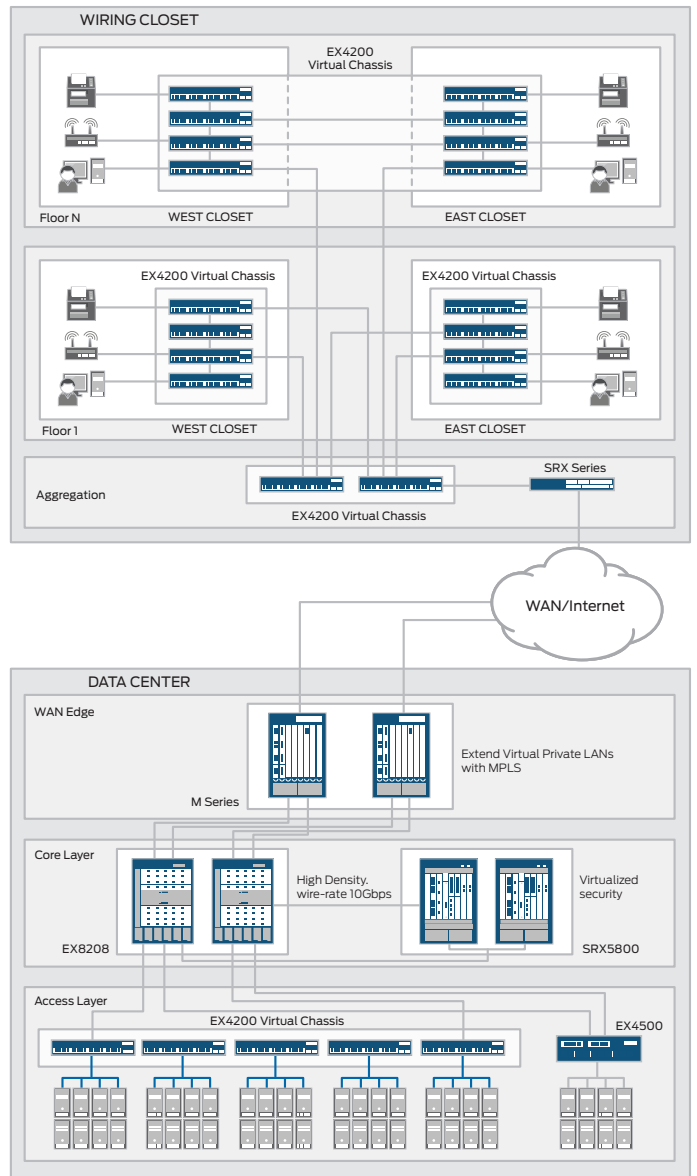 WIRING CLOSET
EX4200
Virtual Chassis
Floor N
WEST CLOSET
EAST CLOSET
EX4200 Virtual Chassis
EX4200 Virtual Chassis
Floor 1
WEST CLOSET
EAST CLOSET
Aggregation
SRX Series
EX4200 Virtual Chassis
WAN/Internet
DATA CENTER
WAN Edge
Extend Virtual Private LANs
with MPLS
M Series
Core Layer
High Density.
wire-rate 10Gbps
Virtualized
security
EX8208
SRX5800
Access Layer
EX4200 Virtual Chassis
EX4500